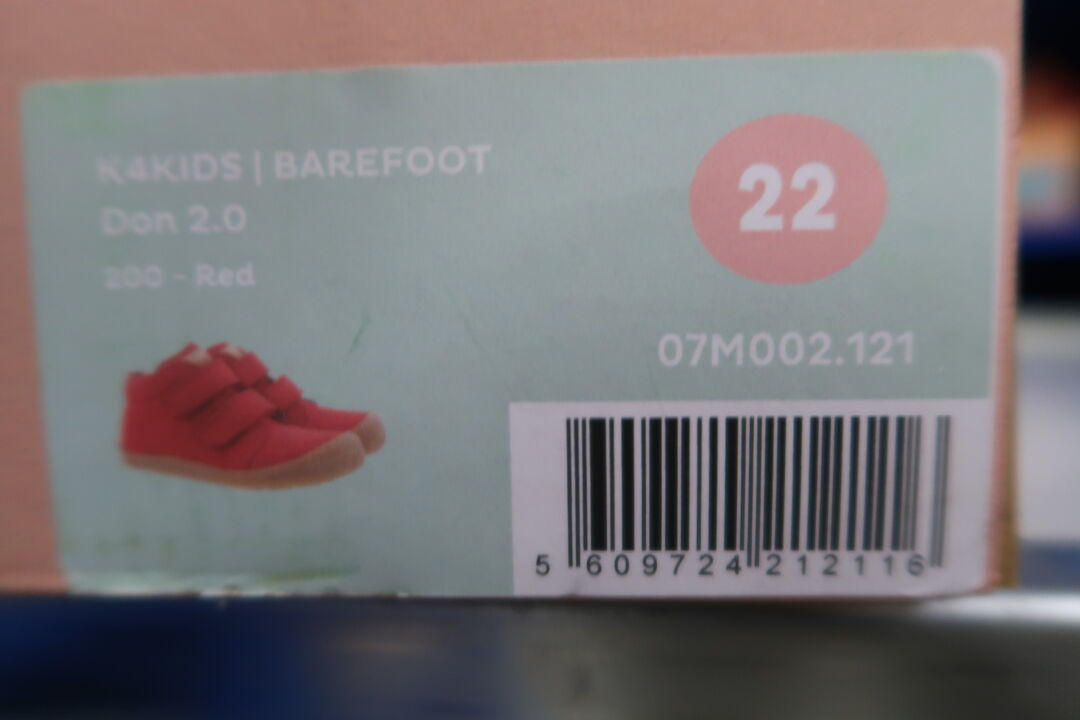 K4KIDS | BAREFOOT
Don 2.0
200 - Red
22
07M002.121
5 609724 212116